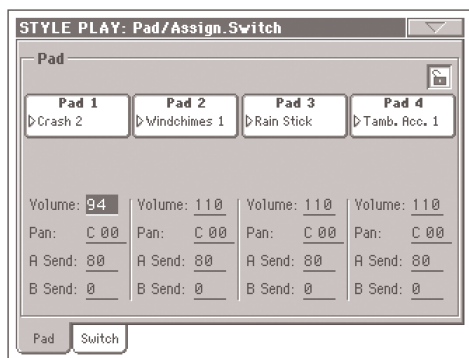 STYLE PLAY: Pad/Assign.Switch
Pad
Pad 1 Pad 2 Pad 3 Pad 4
Crash 2 Windchimes 1 Rain Stick Tamb. Acc. 1
Volume: 94 Volume: 110 Volume: 110 Volume: 110
Pan: C 00 Pan: C 00 Pan: C 00 Pan: C 00
A Send: 80 A Send: 80 A Send: 80 A Send: 80
B Send: 0 B Send: 0 B Send: 0 B Send: 0
Pad Switch